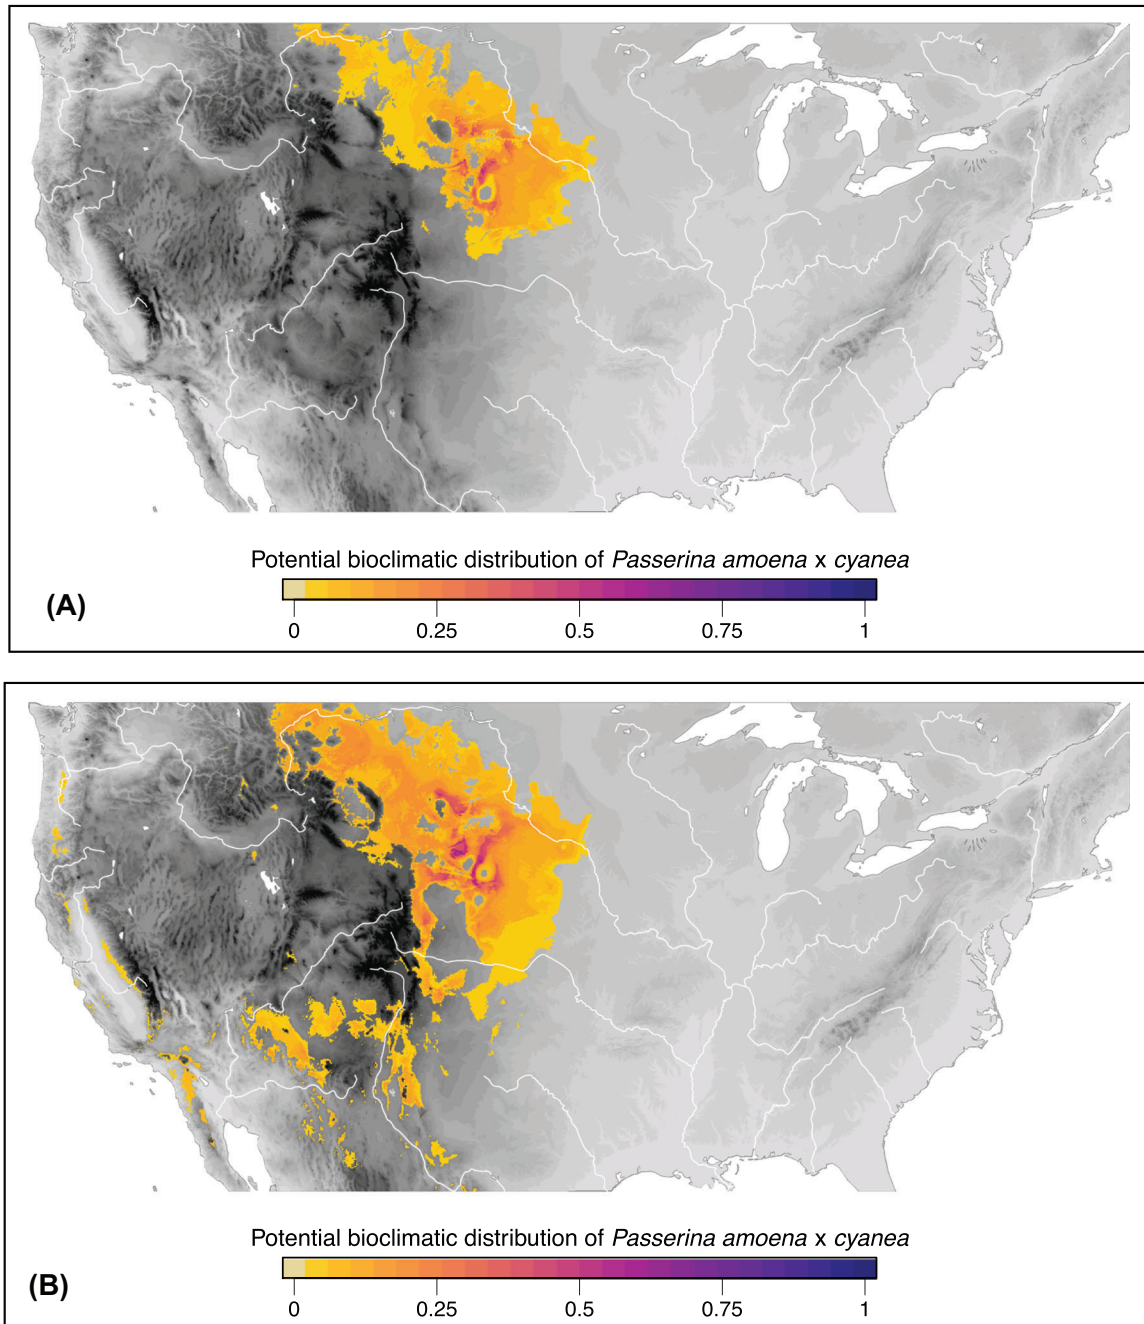 Potential bioclimatic distribution of Passerina amoena x cyanea
(A)
0 0.25 0.5 0.75 1
Potential bioclimatic distribution of Passerina amoena x cyanea
(B)
0 0.25 0.5 0.75 1